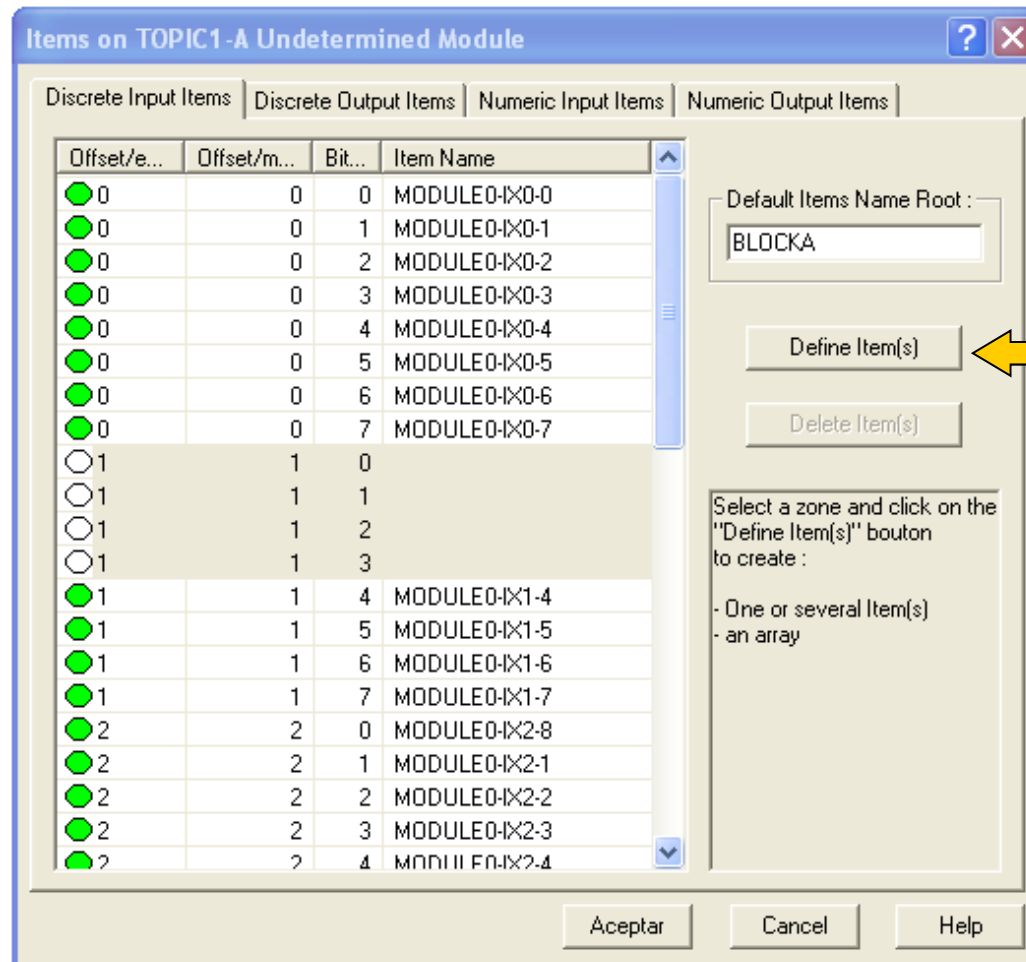 Items on TOPIC1-A Undetermined Module
Discrete Input Items Discrete Output Items Numeric Input Items Numeric Output Items
Offset/e... Offset/m... Bit... Item Name
0 0 0 MODULE0-IX0-0
0 0 1 MODULE0-IX0-1
0 0 2 MODULE0-IX0-2
0 0 3 MODULE0-IX0-3
0 0 4 MODULE0-IX0-4
0 0 5 MODULE0-IX0-5
0 0 6 MODULE0-IX0-6
0 0 7 MODULE0-IX0-7
1 1 0
1 1 1
1 1 2
1 1 3
1 1 4 MODULE0-IX1-4
1 1 5 MODULE0-IX1-5
1 1 6 MODULE0-IX1-6
1 1 7 MODULE0-IX1-7
2 2 0 MODULE0-IX2-8
2 2 1 MODULE0-IX2-1
2 2 2 MODULE0-IX2-2
2 2 3 MODULE0-IX2-3
2 2 4 MODULE0-IX2-4
Default Items Name Root :
BLOCKA
Define Item(s)
Delete Item(s)
Select a zone and click on the
"Define Item(s)" bouton
to create :
- One or several Item(s)
- an array
Aceptar Cancel Help